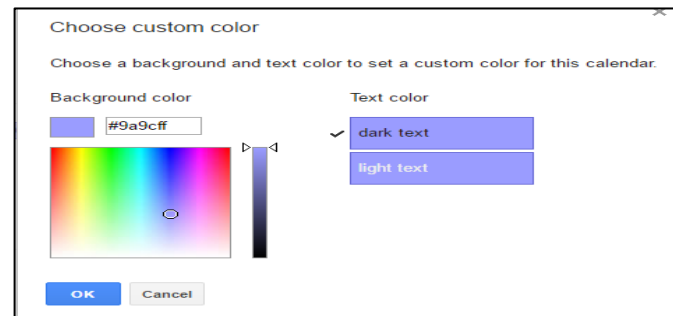 Choose custom color
Choose a background and text color to set a custom color for this calendar.
Background color
Text color
#9a9cff
dark text
light text
OK
Cancel